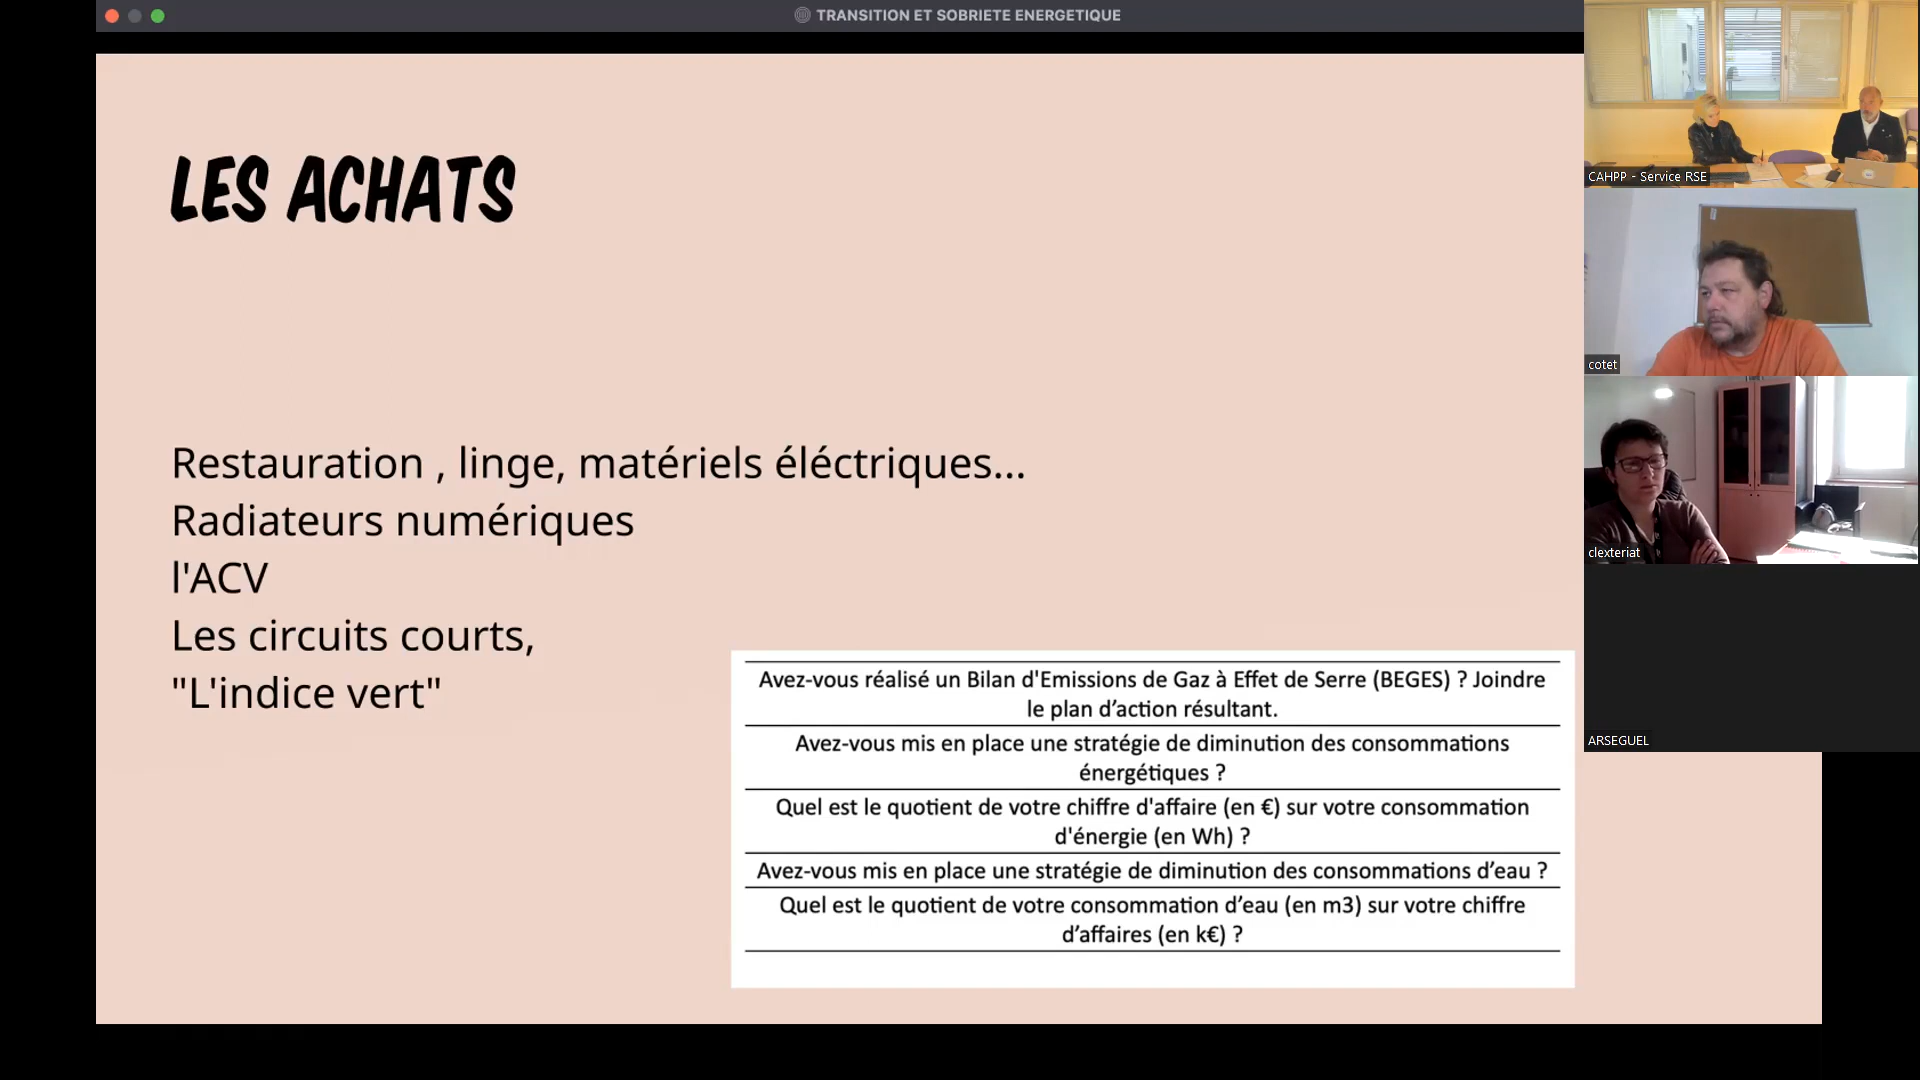 TRANSITION ET SOBRIETE ENERGETIQUE
LES ACHATS
Restauration , linge, matériels éléctriques...
Radiateurs numériques
l'ACV
Les circuits courts,
"L'indice vert"
Avez-vous réalisé un Bilan d'Emissions de Gaz à Effet de Serre (BEGES) ? Joindre
le plan d’action résultant.
Avez-vous mis en place une stratégie de diminution des consommations
énergétiques ?
Quel est le quotient de votre chiffre d'affaire (en €) sur votre consommation
d'énergie (en Wh) ?
Avez-vous mis en place une stratégie de diminution des consommations d’eau ?
Quel est le quotient de votre consommation d’eau (en m3) sur votre chiffre
d’affaires (en k€) ?
CAHPP - Service RSE
cotet
clexteriat
ARSEGUEL